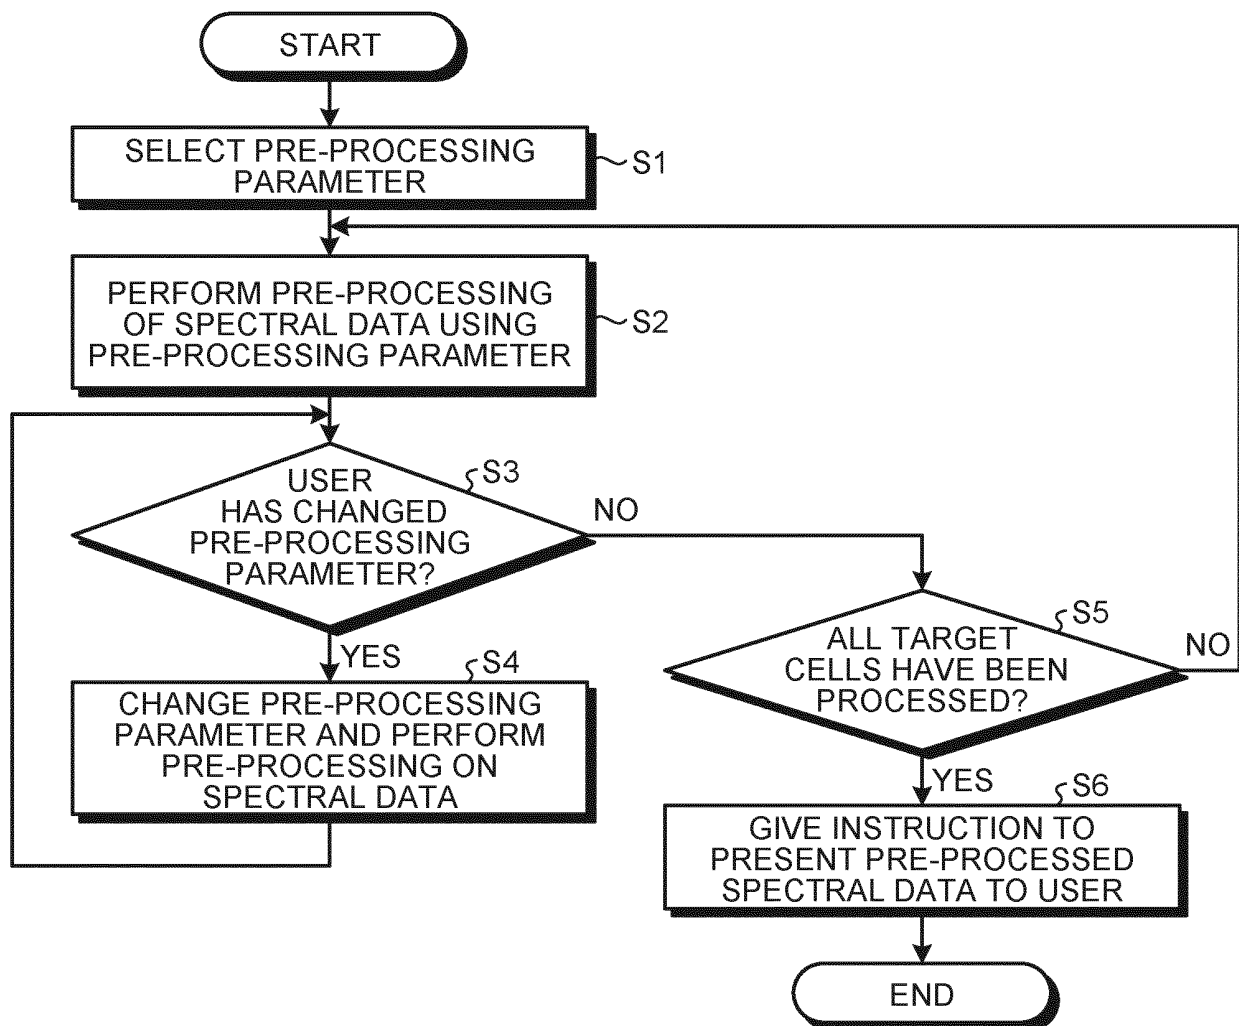 START
SELECT PRE-PROCESSING
PARAMETER
S1
PERFORM PRE-PROCESSING
OF SPECTRAL DATA USING
PRE-PROCESSING PARAMETER
S2
USER
HAS CHANGED
PRE-PROCESSING
PARAMETER?
S3
NO
YES
CHANGE PRE-PROCESSING
PARAMETER AND PERFORM
PRE-PROCESSING ON
SPECTRAL DATA
S4
ALL TARGET
CELLS HAVE BEEN
PROCESSED?
S5
NO
YES
GIVE INSTRUCTION TO
PRESENT PRE-PROCESSED
SPECTRAL DATA TO USER
S6
END